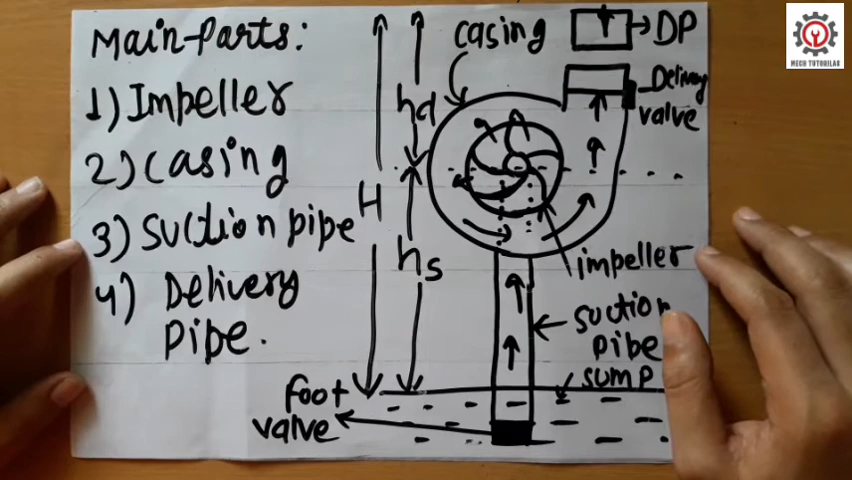 Main-Parts:
1) Impeller
2) Casing
3) Suction pipe
4) Delivery
Pipe.
H
hd
hs
casing
DP
Delivery
valve
impeller
suction
pipe
sump
Foot
valve
MECH TUTORILAB